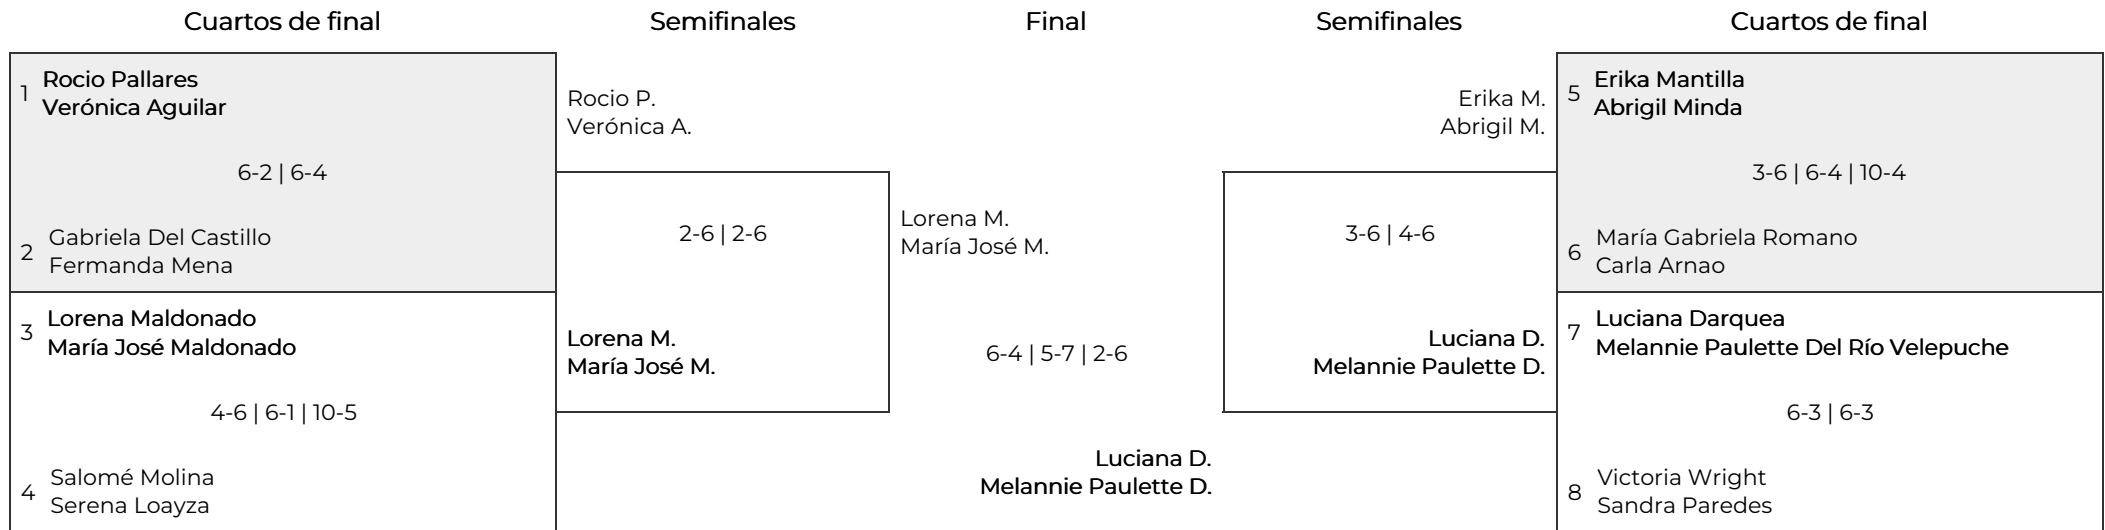 Cuartos de final
Semifinales
Final
Semifinales
Cuartos de final
1
Rocio Pallares
Verónica Aguilar
6-2 | 6-4
2
Gabriela Del Castillo
Fermanda Mena
3
Lorena Maldonado
María José Maldonado
4-6 | 6-1 | 10-5
4
Salomé Molina
Serena Loayza
Rocio P.
Verónica A.
2-6 | 2-6
Lorena M.
María José M.
Lorena M.
María José M.
6-4 | 5-7 | 2-6
Luciana D.
Melannie Paulette D.
Erika M.
Abrigil M.
3-6 | 4-6
Luciana D.
Melannie Paulette D.
5
Erika Mantilla
Abrigil Minda
3-6 | 6-4 | 10-4
6
María Gabriela Romano
Carla Arnao
7
Luciana Darquea
Melannie Paulette Del Río Velepuche
6-3 | 6-3
8
Victoria Wright
Sandra Paredes